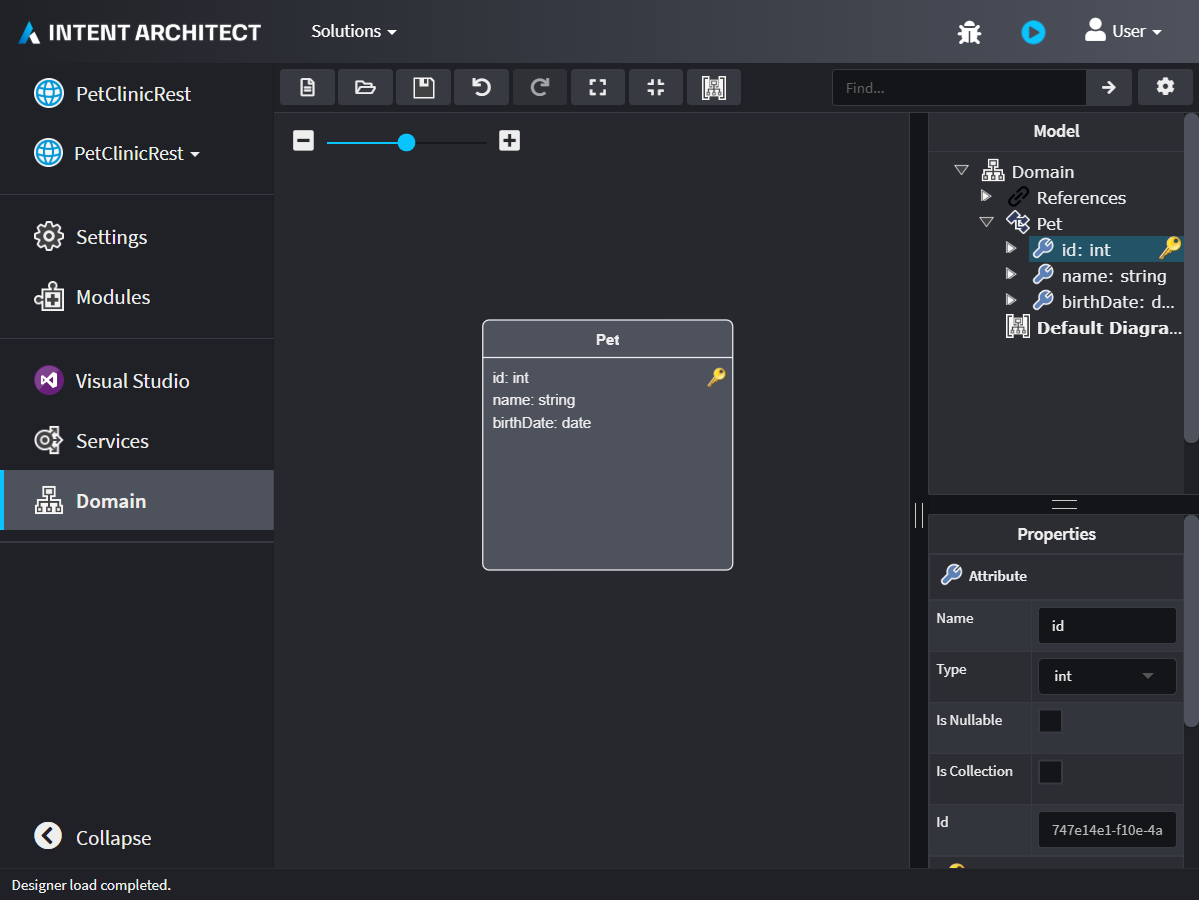 INTENT ARCHITECT
Solutions
User
PetClinicRest
PetClinicRest
Settings
Modules
Visual Studio
Services
Domain
Collapse
Find...
Pet
id: int
name: string
birthDate: date
Model
Domain
References
Pet
id: int
name: string
birthDate: d...
Default Diagra...
Properties
Attribute
Name
id
Type
int
Is Nullable
Is Collection
Id
747e14e1-f10e-4a
Designer load completed.